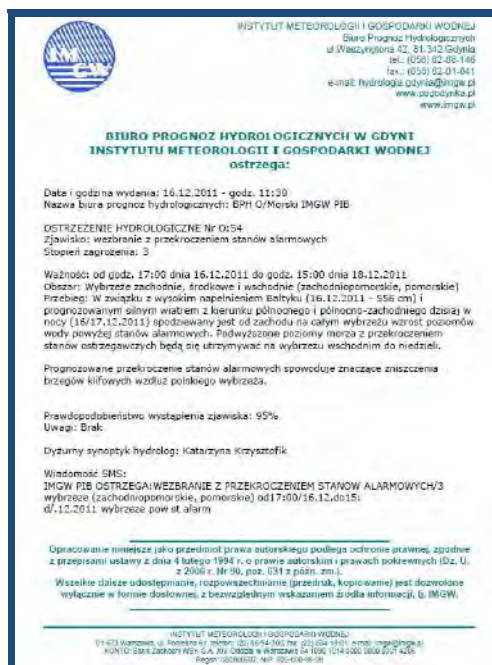 IMGW
INSTYTUT METEOROLOGII I GOSPODARKI WODNEJ
Biuro Prognoz Hydrologicznych
ul.Waszyngtona 42, 81-342 Gdynia
tel.: (058) 62-88-146
fax.: (058) 62-01-641
e-mail: hydrologia.gdynia@imgw.pl
www.pogodynka.pl
www.imgw.pl
BIURO PROGNOZ HYDROLOGICZNYCH W GDYNI
INSTYTUTU METEOROLOGII I GOSPODARKI WODNEJ
ostrzega:
Data i godzina wydania: 16.12.2011 - godz. 11:30
Nazwa biura prognoz hydrologicznych: BPH O/Morski IMGW PIB
OSTRZEŻENIE HYDROLOGICZNE Nr O:54
Zjawisko: wezbranie z przekroczeniem stanów alarmowych
Stopień zagrożenia: 3
Ważność: od godz. 17:00 dnia 16.12.2011 do godz. 15:00 dnia 18.12.2011
Obszar: Wybrzeże zachodnie, środkowe i wschodnie (zachodniopomorskie, pomorskie)
Przebieg: W związku z wysokim napełnieniem Bałtyku (16.12.2011 - 556 cm) i
prognozowanym silnym wiatrem z kierunku północnego i północno-zachodniego dzisiaj w
nocy (16/17.12.2011) spodziewany jest od zachodu na całym wybrzeżu wzrost poziomów
wody powyżej stanów alarmowych. Podwyższone poziomy morza z przekroczeniem
stanów ostrzegawczych będą się utrzymywać na wybrzeżu wschodnim do niedzieli.
Prognozowane przekroczenie stanów alarmowych spowoduje znaczące zniszczenia
brzegów klifowych wzdłuż polskiego wybrzeża.
Prawdopodobieństwo wystąpienia zjawiska: 95%
Uwagi: Brak
Dyżurny synoptyk hydrolog: Katarzyna Krzysztofik
Wiadomość SMS:
IMGW PIB OSTRZEGA:WEZBRANIE Z PRZEKROCZENIEM STANOW ALARMOWYCH/3
wybrzeze (zachodniopomorskie, pomorskie) od17:00/16.do15:
d/.12.2011 wybrzeze pow st alarm
Opracowanie niniejsze jako przedmiot prawa autorskiego podlega ochronie prawnej, zgodnie
z przepisami ustawy z dnia 4 lutego 1994 r. o prawie autorskim i prawach pokrewnych (Dz. U.
z 2006 r. Nr 90, poz. 631 z późn. zm.).
Wszelkie dalsze udostępnianie, rozpowszechnianie (przedruk, kopiowanie) jest dozwolone
wyłącznie w formie dosłownej, z bezwzględnym wskazaniem źródła informacji, tj. IMGW.
INSTYTUT METEOROLOGII I GOSPODARKI WODNEJ
01-673 Warszawa, ul. Podleśna 61